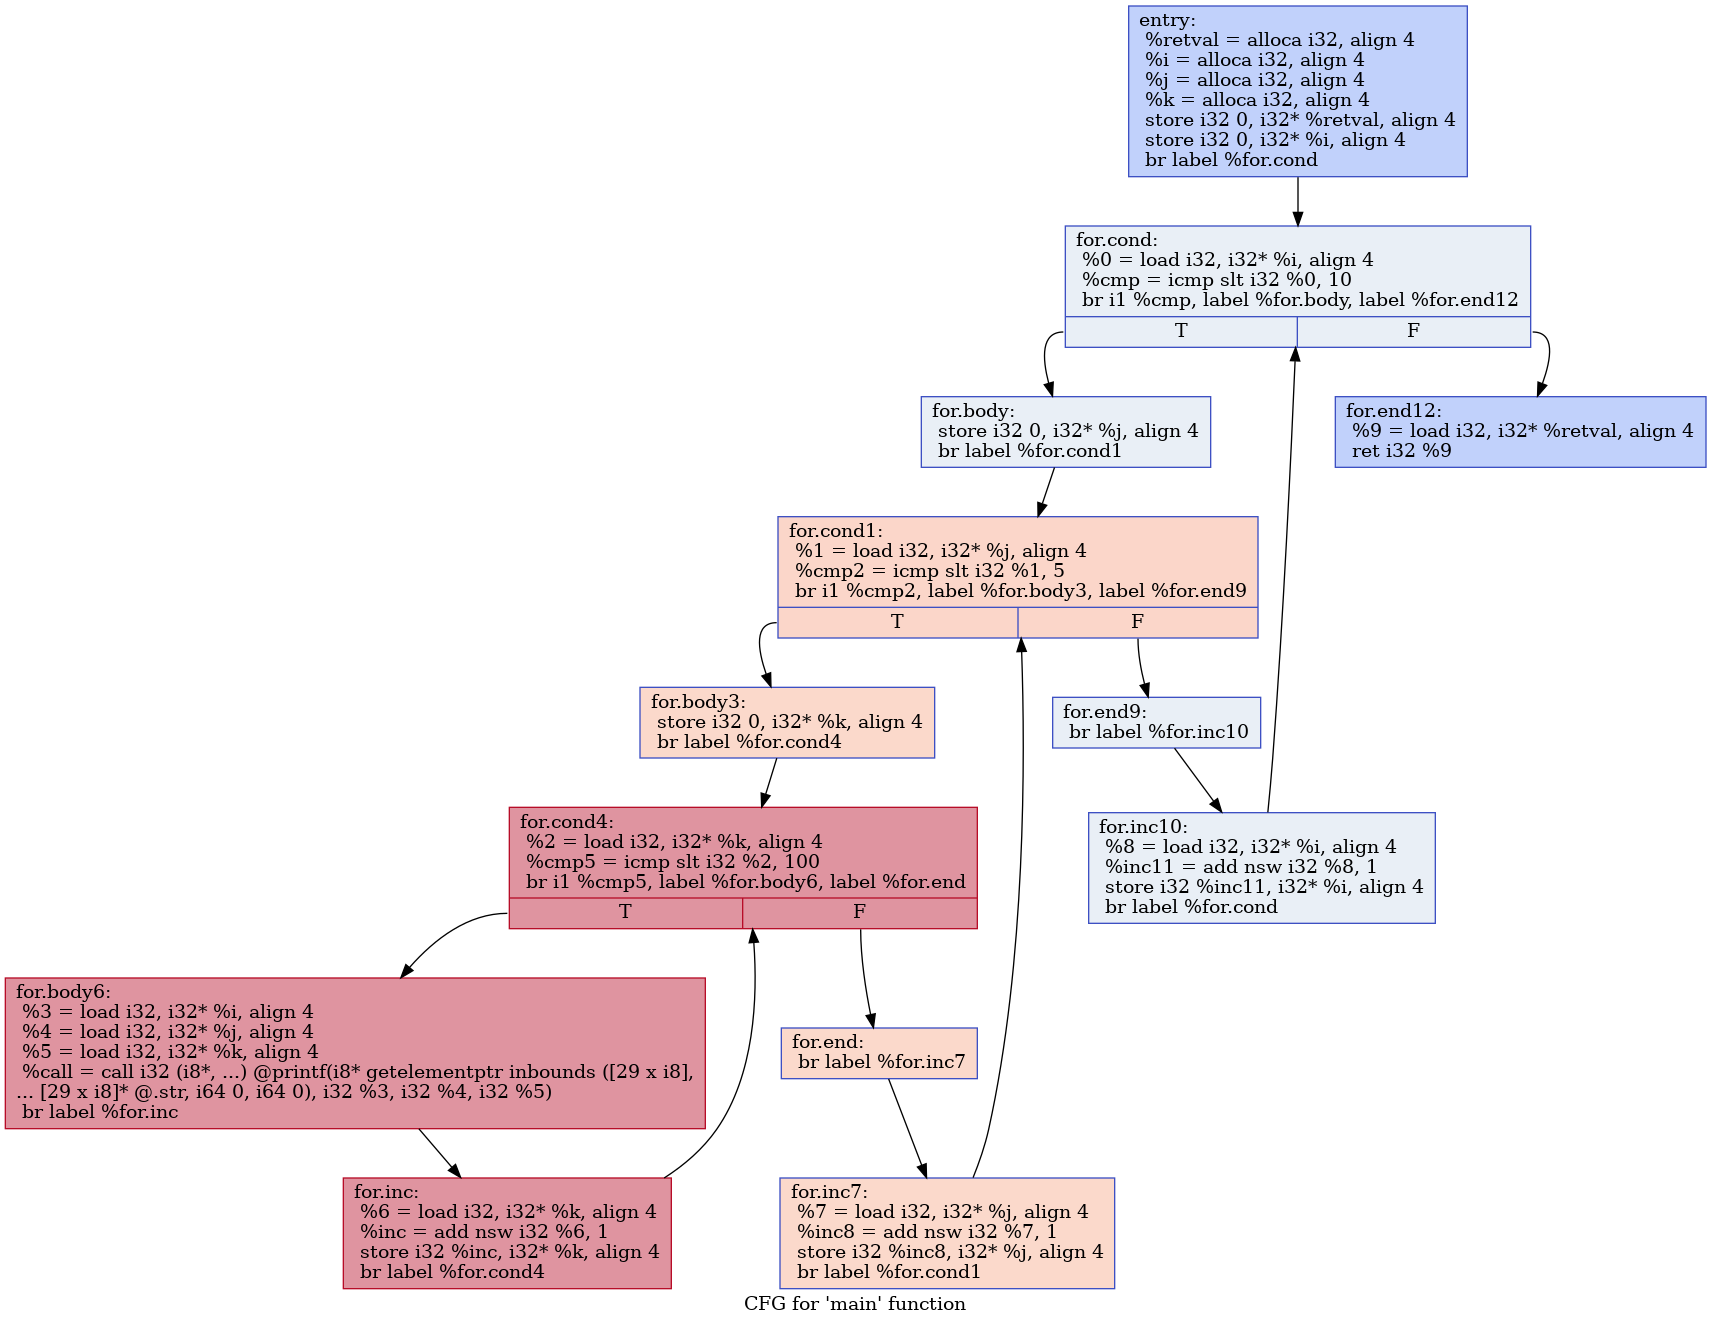 entry:
%retval = alloca i32, align 4
%i = alloca i32, align 4
%j = alloca i32, align 4
%k = alloca i32, align 4
store i32 0, i32* %retval, align 4
store i32 0, i32* %i, align 4
br label %for.cond
for.cond:
%0 = load i32, i32* %i, align 4
%cmp = icmp slt i32 %0, 10
br i1 %cmp, label %for.body, label %for.end12
T
F
for.body:
store i32 0, i32* %j, align 4
br label %for.cond1
for.end12:
%9 = load i32, i32* %retval, align 4
ret i32 %9
for.cond1:
%1 = load i32, i32* %j, align 4
%cmp2 = icmp slt i32 %1, 5
br i1 %cmp2, label %for.body3, label %for.end9
T
F
for.body3:
store i32 0, i32* %k, align 4
br label %for.cond4
for.end9:
br label %for.inc10
for.cond4:
%2 = load i32, i32* %k, align 4
%cmp5 = icmp slt i32 %2, 100
br i1 %cmp5, label %for.body6, label %for.end
T
F
for.inc10:
%8 = load i32, i32* %i, align 4
%inc11 = add nsw i32 %8, 1
store i32 %inc11, i32* %i, align 4
br label %for.cond
for.body6:
%3 = load i32, i32* %i, align 4
%4 = load i32, i32* %j, align 4
%5 = load i32, i32* %k, align 4
%call = call i32 (i8*, ...) @printf(i8* getelementptr inbounds ([29 x i8],
... [29 x i8]* @.str, i64 0, i64 0), i32 %3, i32 %4, i32 %5)
br label %for.inc
for.end:
br label %for.inc7
for.inc:
%6 = load i32, i32* %k, align 4
%inc = add nsw i32 %6, 1
store i32 %inc, i32* %k, align 4
br label %for.cond4
for.inc7:
%7 = load i32, i32* %j, align 4
%inc8 = add nsw i32 %7, 1
store i32 %inc8, i32* %j, align 4
br label %for.cond1
CFG for 'main' function